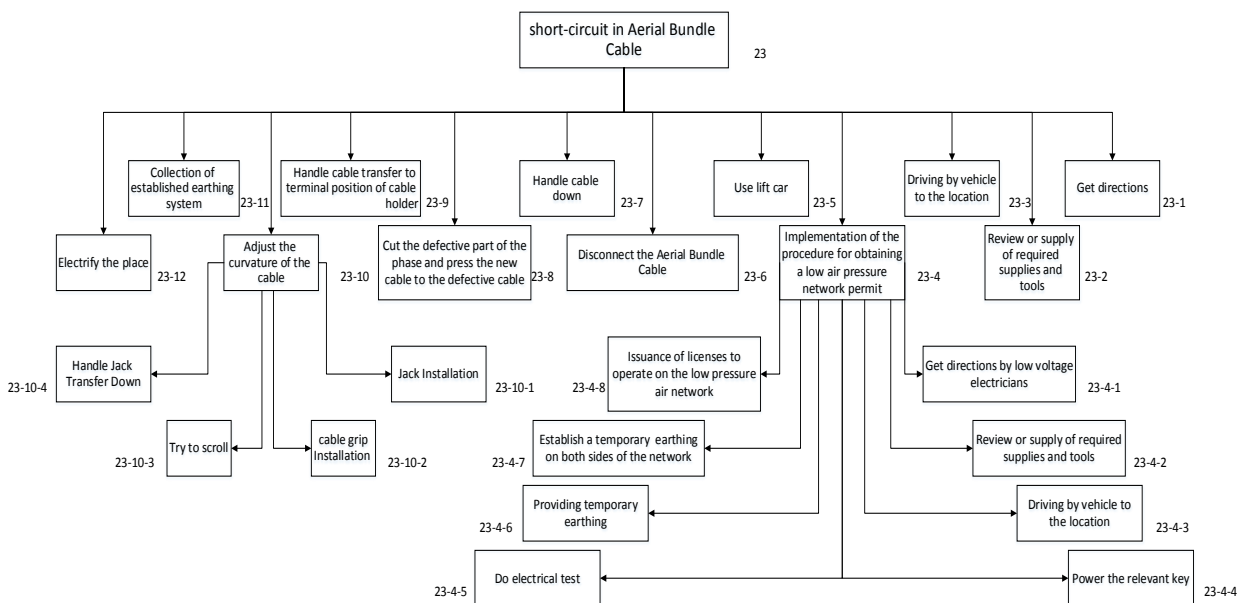 short-circuit in Aerial Bundle
Cable
23
Collection of
established earthing
system
23-11
Handle cable transfer to
terminal position of cable
holder
23-9
Handle cable
down
23-7
Use lift car
23-5
Driving by vehicle
to the location
23-3
Get directions
23-1
Electrify the place
23-12
Adjust the
curvature of the
cable
23-10
Cut the defective part of the
phase and press the new
cable to the defective cable
23-8
Disconnect the Aerial Bundle
Cable
23-6
Implementation of the
procedure for obtaining
a low air pressure
network permit
23-4
Review or supply
of required
supplies and
tools
23-2
Handle Jack
Transfer Down
23-10-4
Jack Installation
23-10-1
Issuance of licenses to
operate on the low pressure
air network
23-4-8
Get directions by low voltage
electricians
23-4-1
Try to scroll
23-10-3
cable grip
Installation
23-10-2
Establish a temporary earthing
on both sides of the network
23-4-7
Review or supply of required
supplies and tools
23-4-2
Providing temporary
earthing
23-4-6
Driving by vehicle to
the location
23-4-3
Do electrical test
23-4-5
Power the relevant key
23-4-4